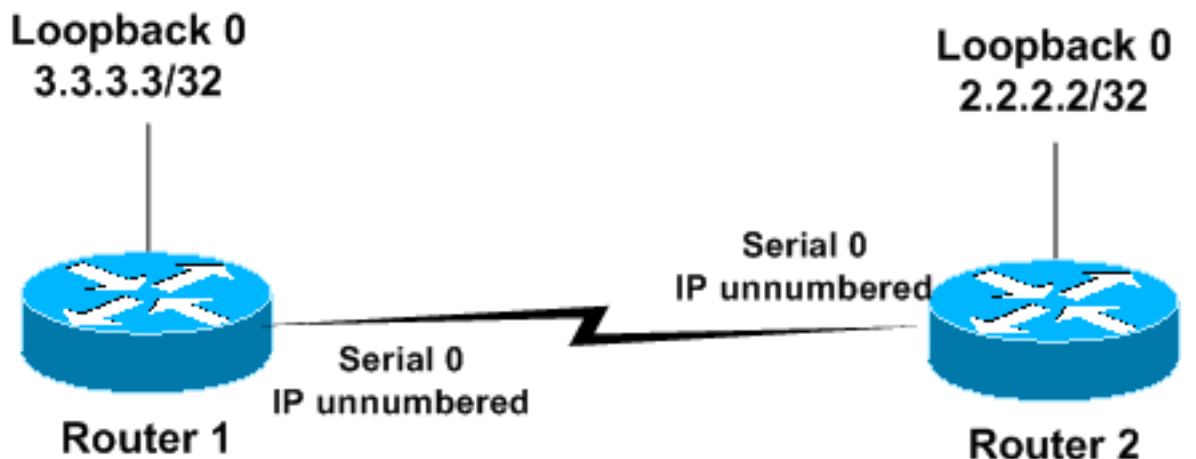 Loopback 0
3.3.3.3/32
Loopback 0
2.2.2.2/32
Serial 0
IP unnumbered
Serial 0
IP unnumbered
Router 1
Router 2